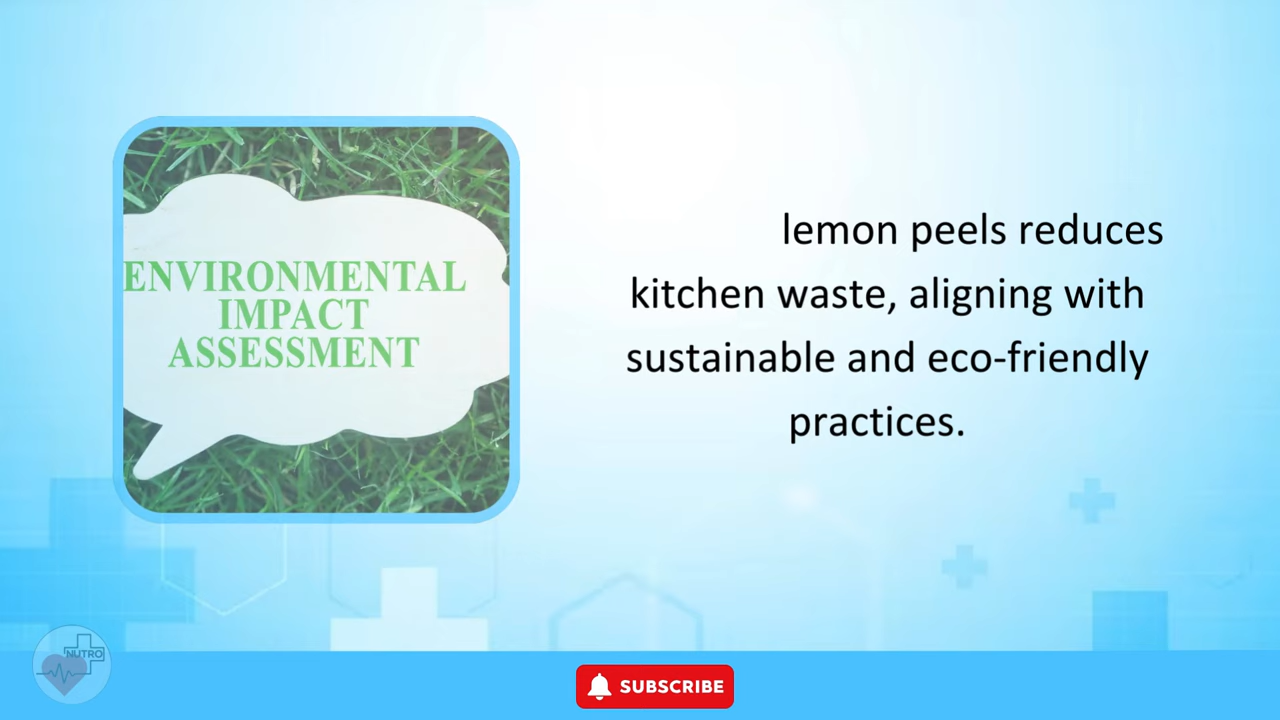 ENVIRONMENTAL
IMPACT
ASSESSMENT
lemon peels reduces
kitchen waste, aligning with
sustainable and eco-friendly
practices.
NUTRO
SUBSCRIBE